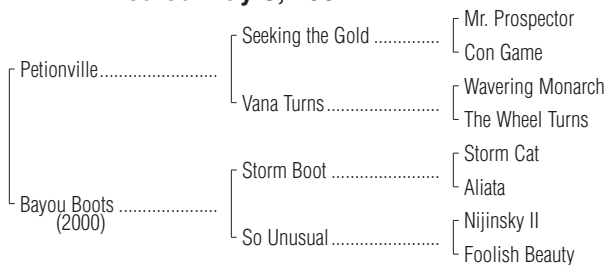 Mr. Prospector
Seeking the Gold ..............
Con Game
Petionville.........................
Wavering Monarch
Vana Turns........................
The Wheel Turns
Storm Cat
Storm Boot .......................
Aliata
Bayou Boots .....................
(2000)
Nijinsky II
So Unusual.......................
Foolish Beauty